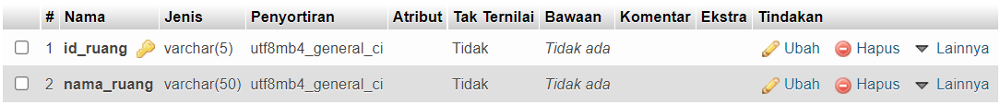 # Nama Jenis Penyortiran Atribut Tak Ternilai Bawaan Komentar Ekstra Tindakan
1 id_ruang varchar(5) utf8mb4_general_ci Tidak Tidak ada Ubah Hapus Lainnya
2 nama_ruang varchar(50) utf8mb4_general_ci Tidak Tidak ada Ubah Hapus Lainnya